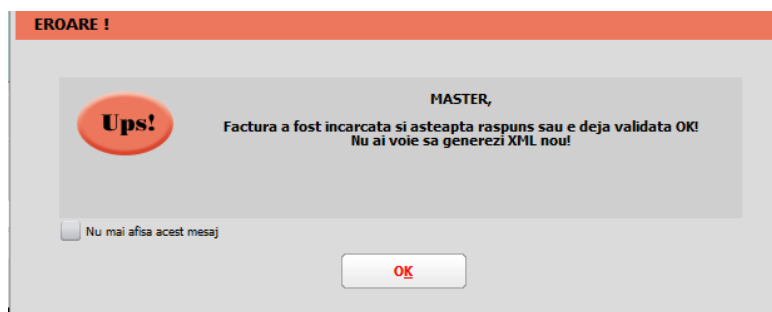 EROARE !
MASTER,
Ups!
Factura a fost incarcata si asteapta raspuns sau e deja validata OK!
Nu ai voie sa generezi XML nou!
Nu mai afisa acest mesaj
OK